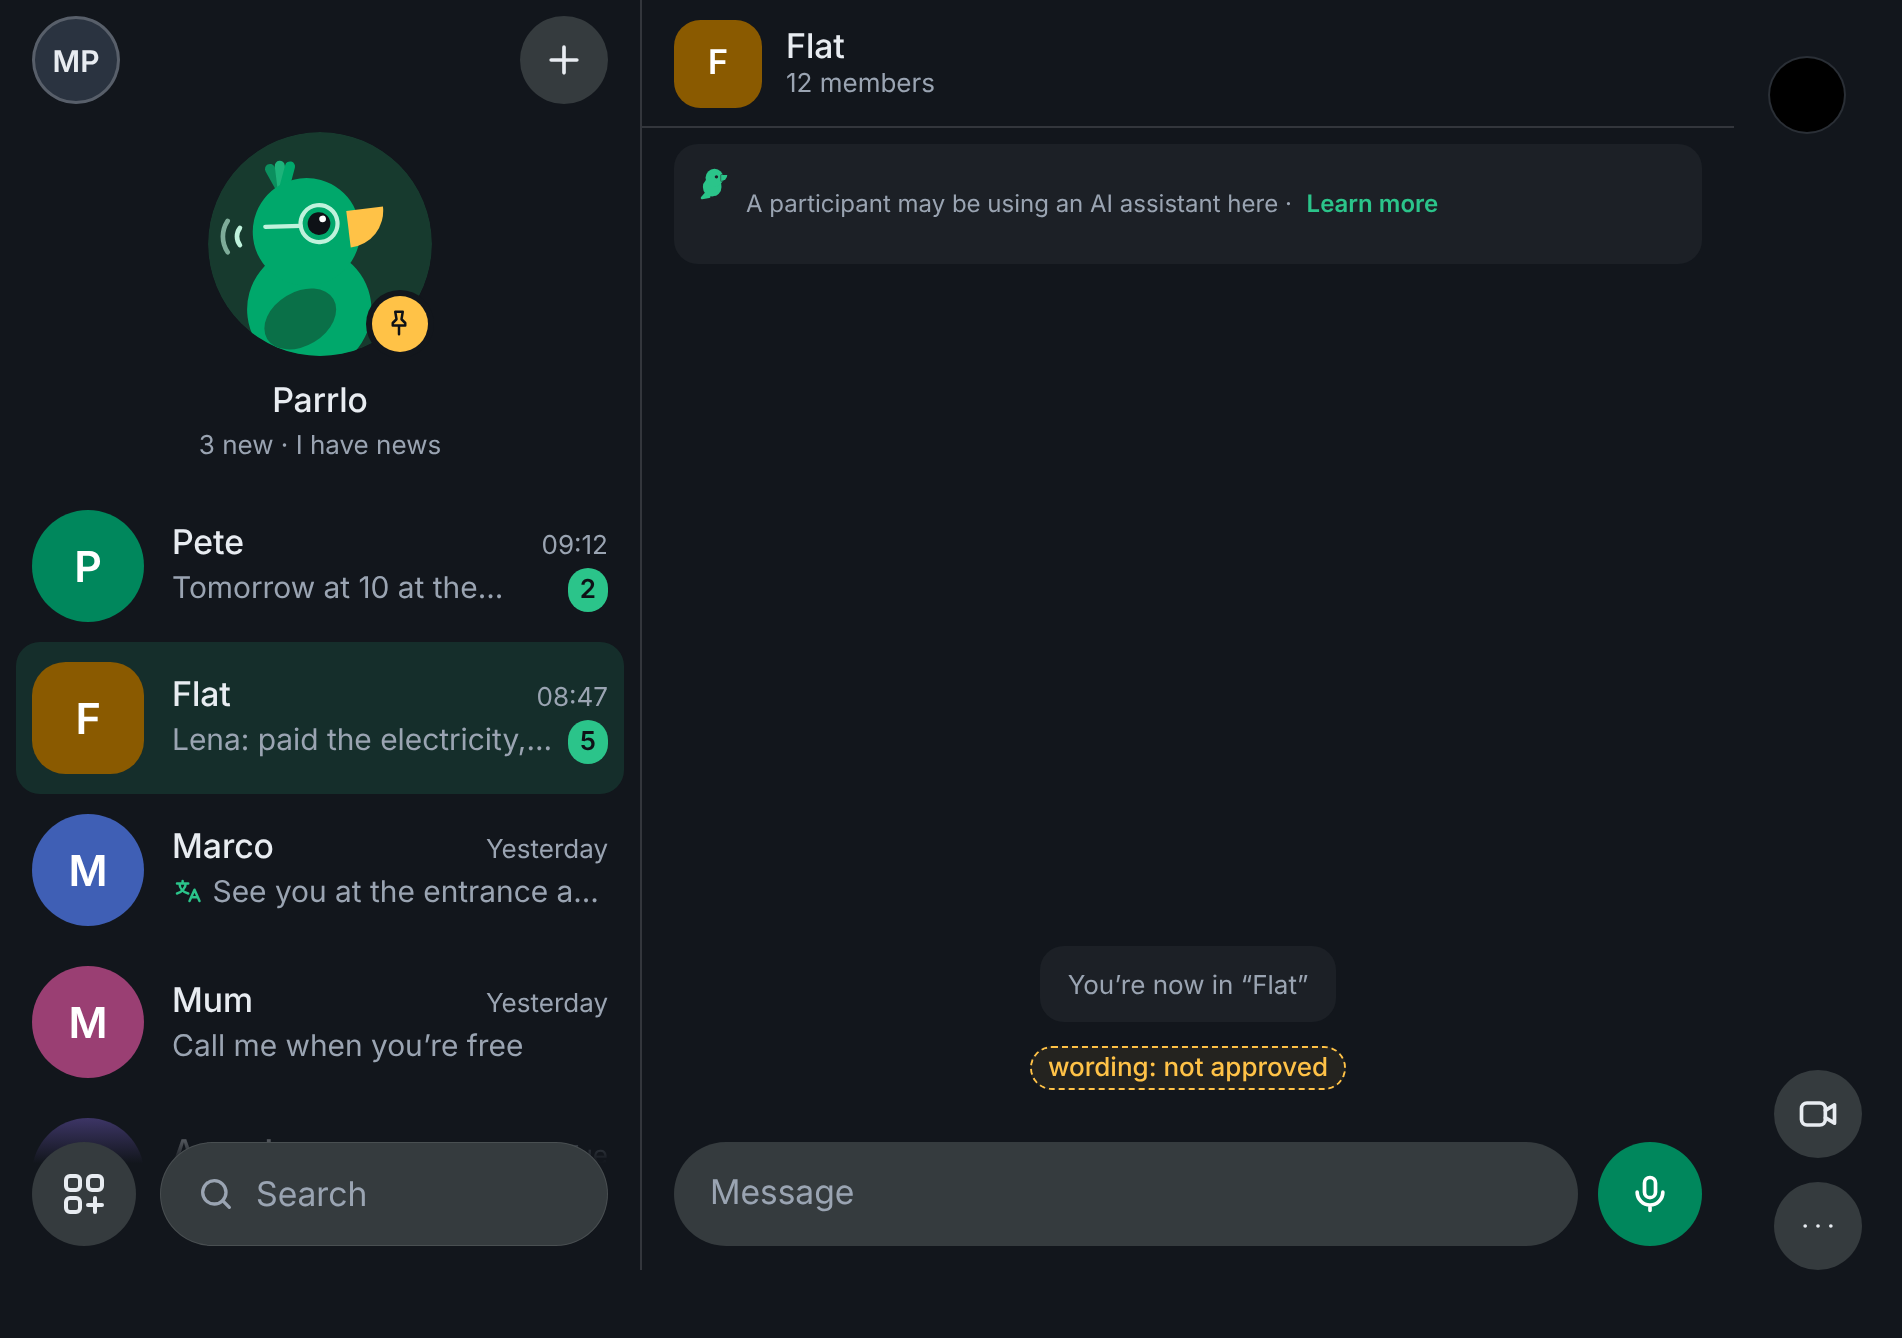 MP
Parrlo
3 new · I have news
P
Pete
09:12
Tomorrow at 10 at the...
2
F
Flat
08:47
Lena: paid the electricity,...
5
M
Marco
Yesterday
See you at the entrance a...
M
Mum
Yesterday
Call me when you’re free
Search
F
Flat
12 members
A participant may be using an AI assistant here · Learn more
You’re now in “Flat”
wording: not approved
Message